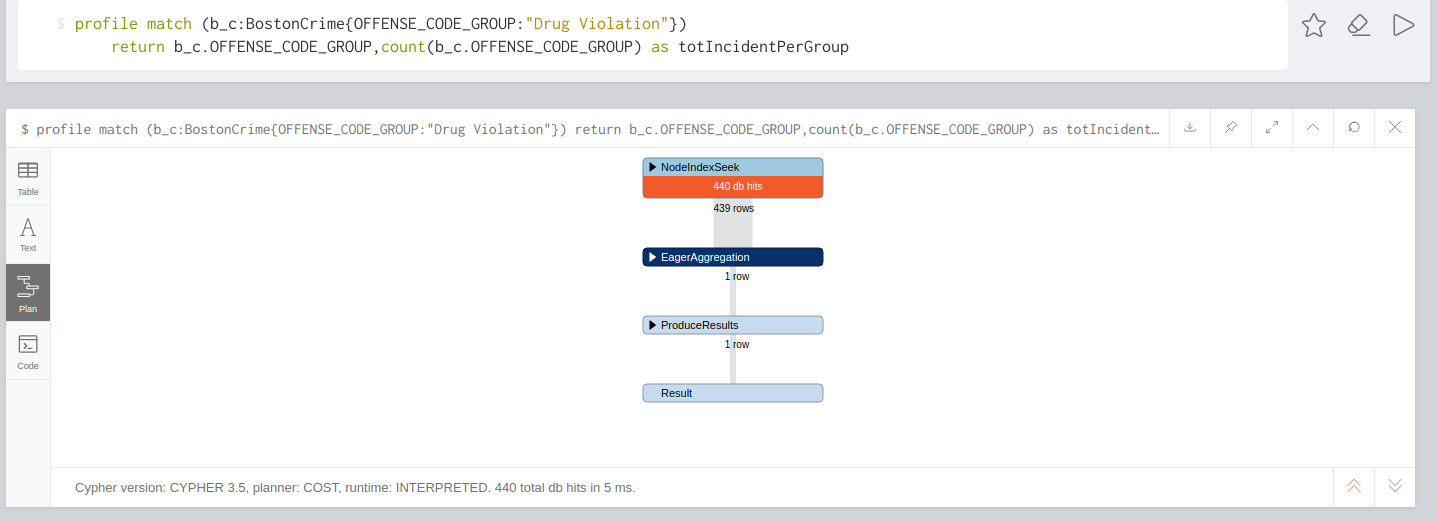 $ profile match (b_c:BostonCrime{OFFENSE_CODE_GROUP:"Drug Violation"})
return b_c.OFFENSE_CODE_GROUP,count(b_c.OFFENSE_CODE_GROUP) as totIncidentPerGroup
$ profile match (b_c:BostonCrime{OFFENSE_CODE_GROUP:"Drug Violation"}) return b_c.OFFENSE_CODE_GROUP,count(b_c.OFFENSE_CODE_GROUP) as totIncident…
Table
Text
Plan
Code
NodeIndexSeek
440 db hits
439 rows
EagerAggregation
1 row
ProduceResults
1 row
Result
Cypher version: CYPHER 3.5, planner: COST, runtime: INTERPRETED. 440 total db hits in 5 ms.